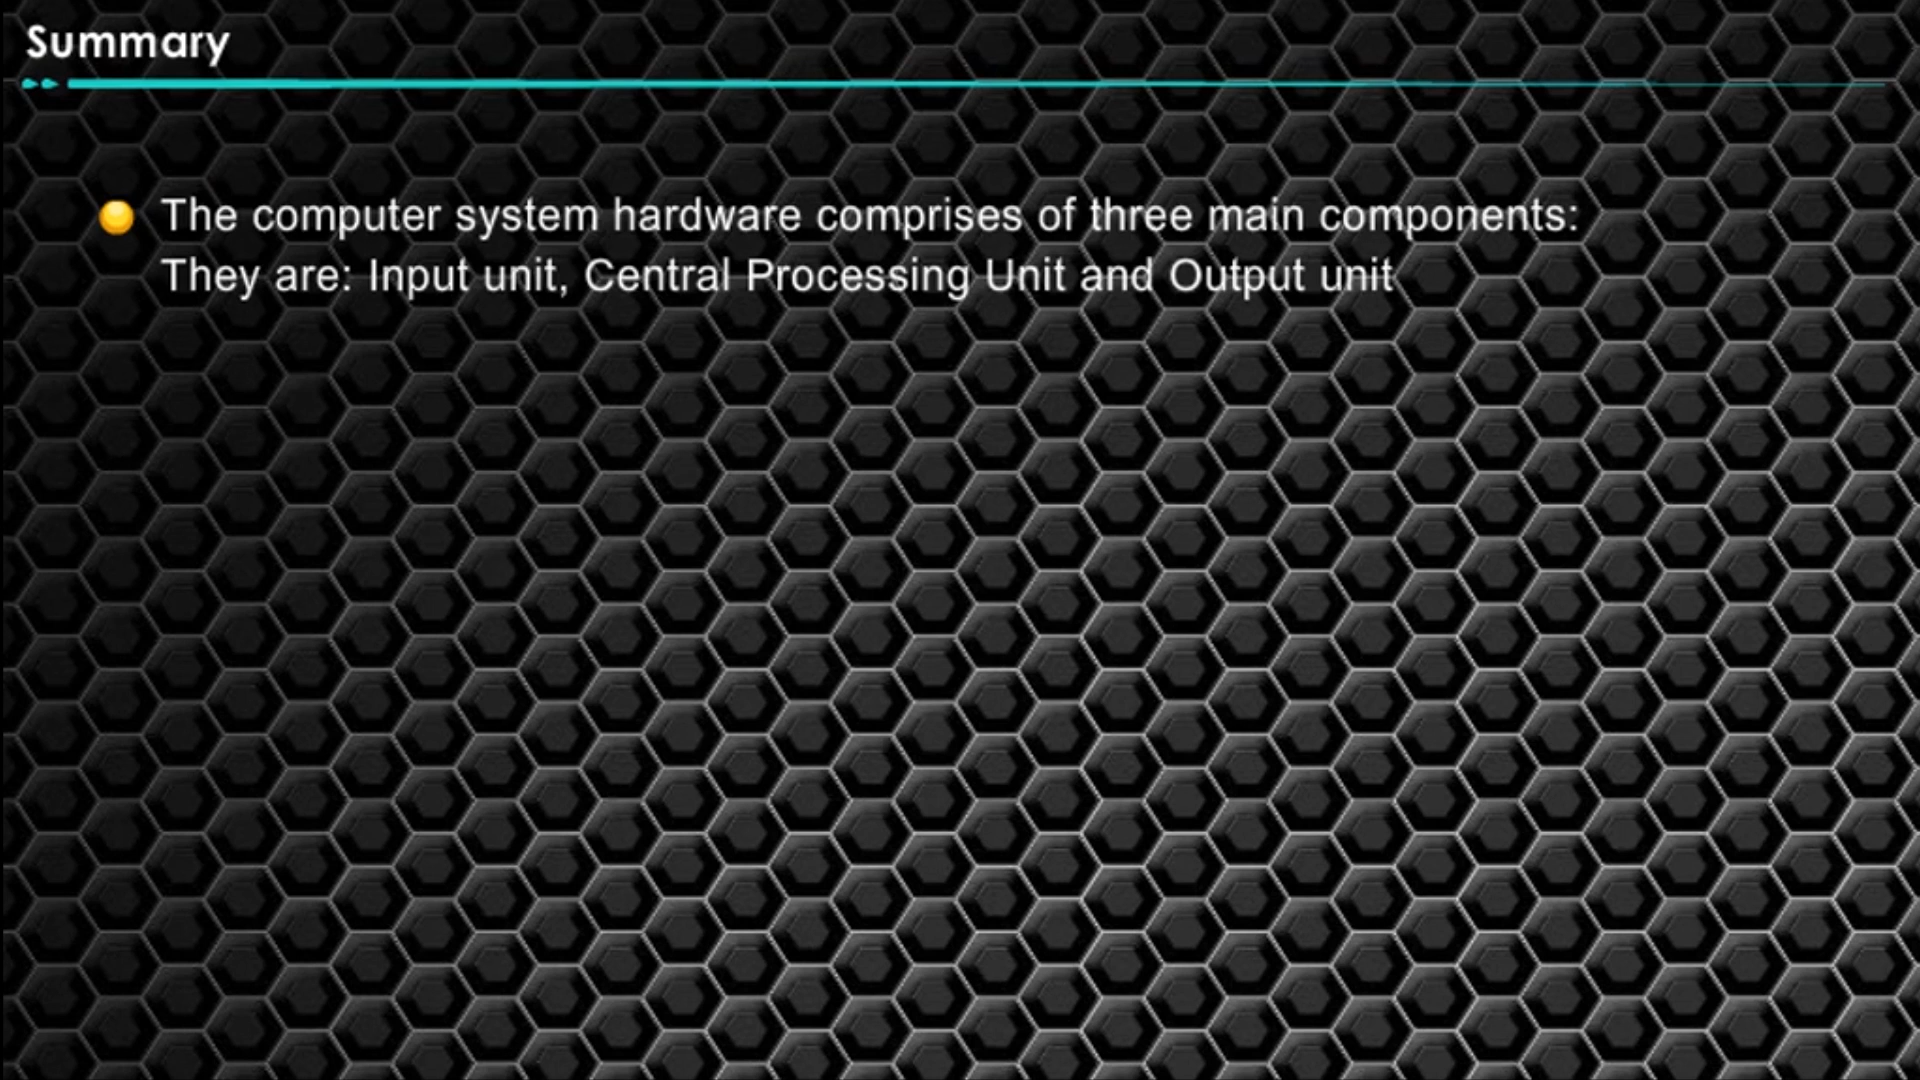 Summary
The computer system hardware comprises of three main components:
They are: Input unit, Central Processing Unit and Output unit